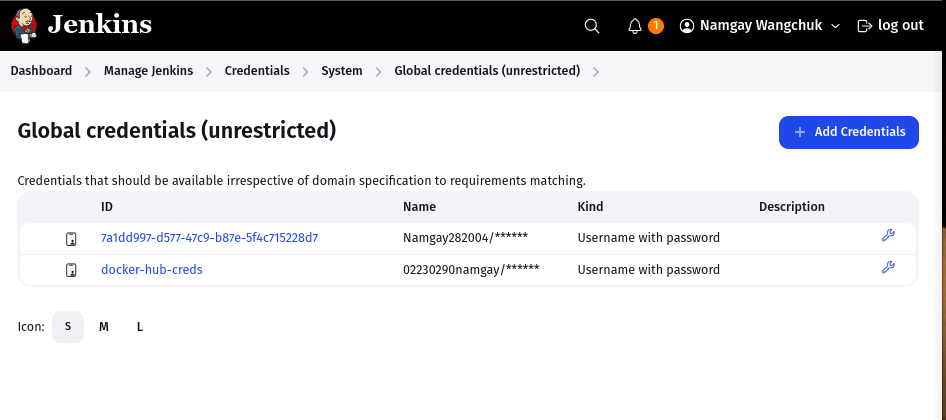 Jenkins
1
Namgay Wangchuk
log out
Dashboard Manage Jenkins Credentials System Global credentials (unrestricted)
Global credentials (unrestricted)
+ Add Credentials
Credentials that should be available irrespective of domain specification to requirements matching.
ID Name Kind Description
7a1dd997-d577-47c9-b87e-5f4c715228d7 Namgay282004/****** Username with password
docker-hub-creds 02230290namgay/****** Username with password
Icon: S M L